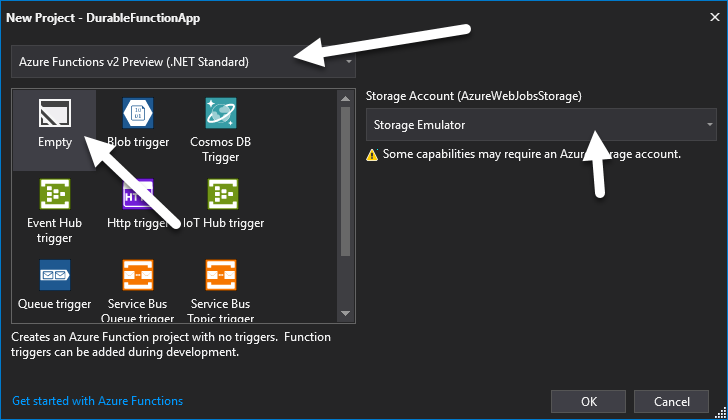 New Project - DurableFunctionApp
Azure Functions v2 Preview (.NET Standard)
Empty
Blob trigger
Cosmos DB
Trigger
Event Hub
trigger
Http trigger
IoT Hub trigger
Queue trigger
Service Bus
Queue trigger
Service Bus
Topic trigger
Storage Account (AzureWebJobsStorage)
Storage Emulator
Some capabilities may require an Azure Storage account.
Creates an Azure Function project with no triggers. Function
triggers can be added during development.
Get started with Azure Functions
OK
Cancel